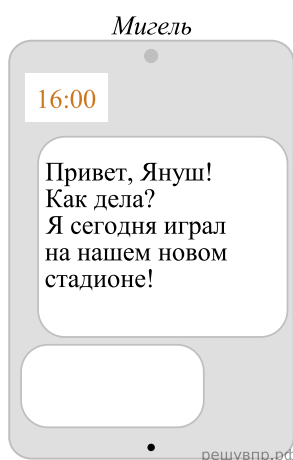 Мигель
16:00
Привет, Януш!
Как дела?
Я сегодня играл
на нашем новом
стадионе!
решувпр.рф